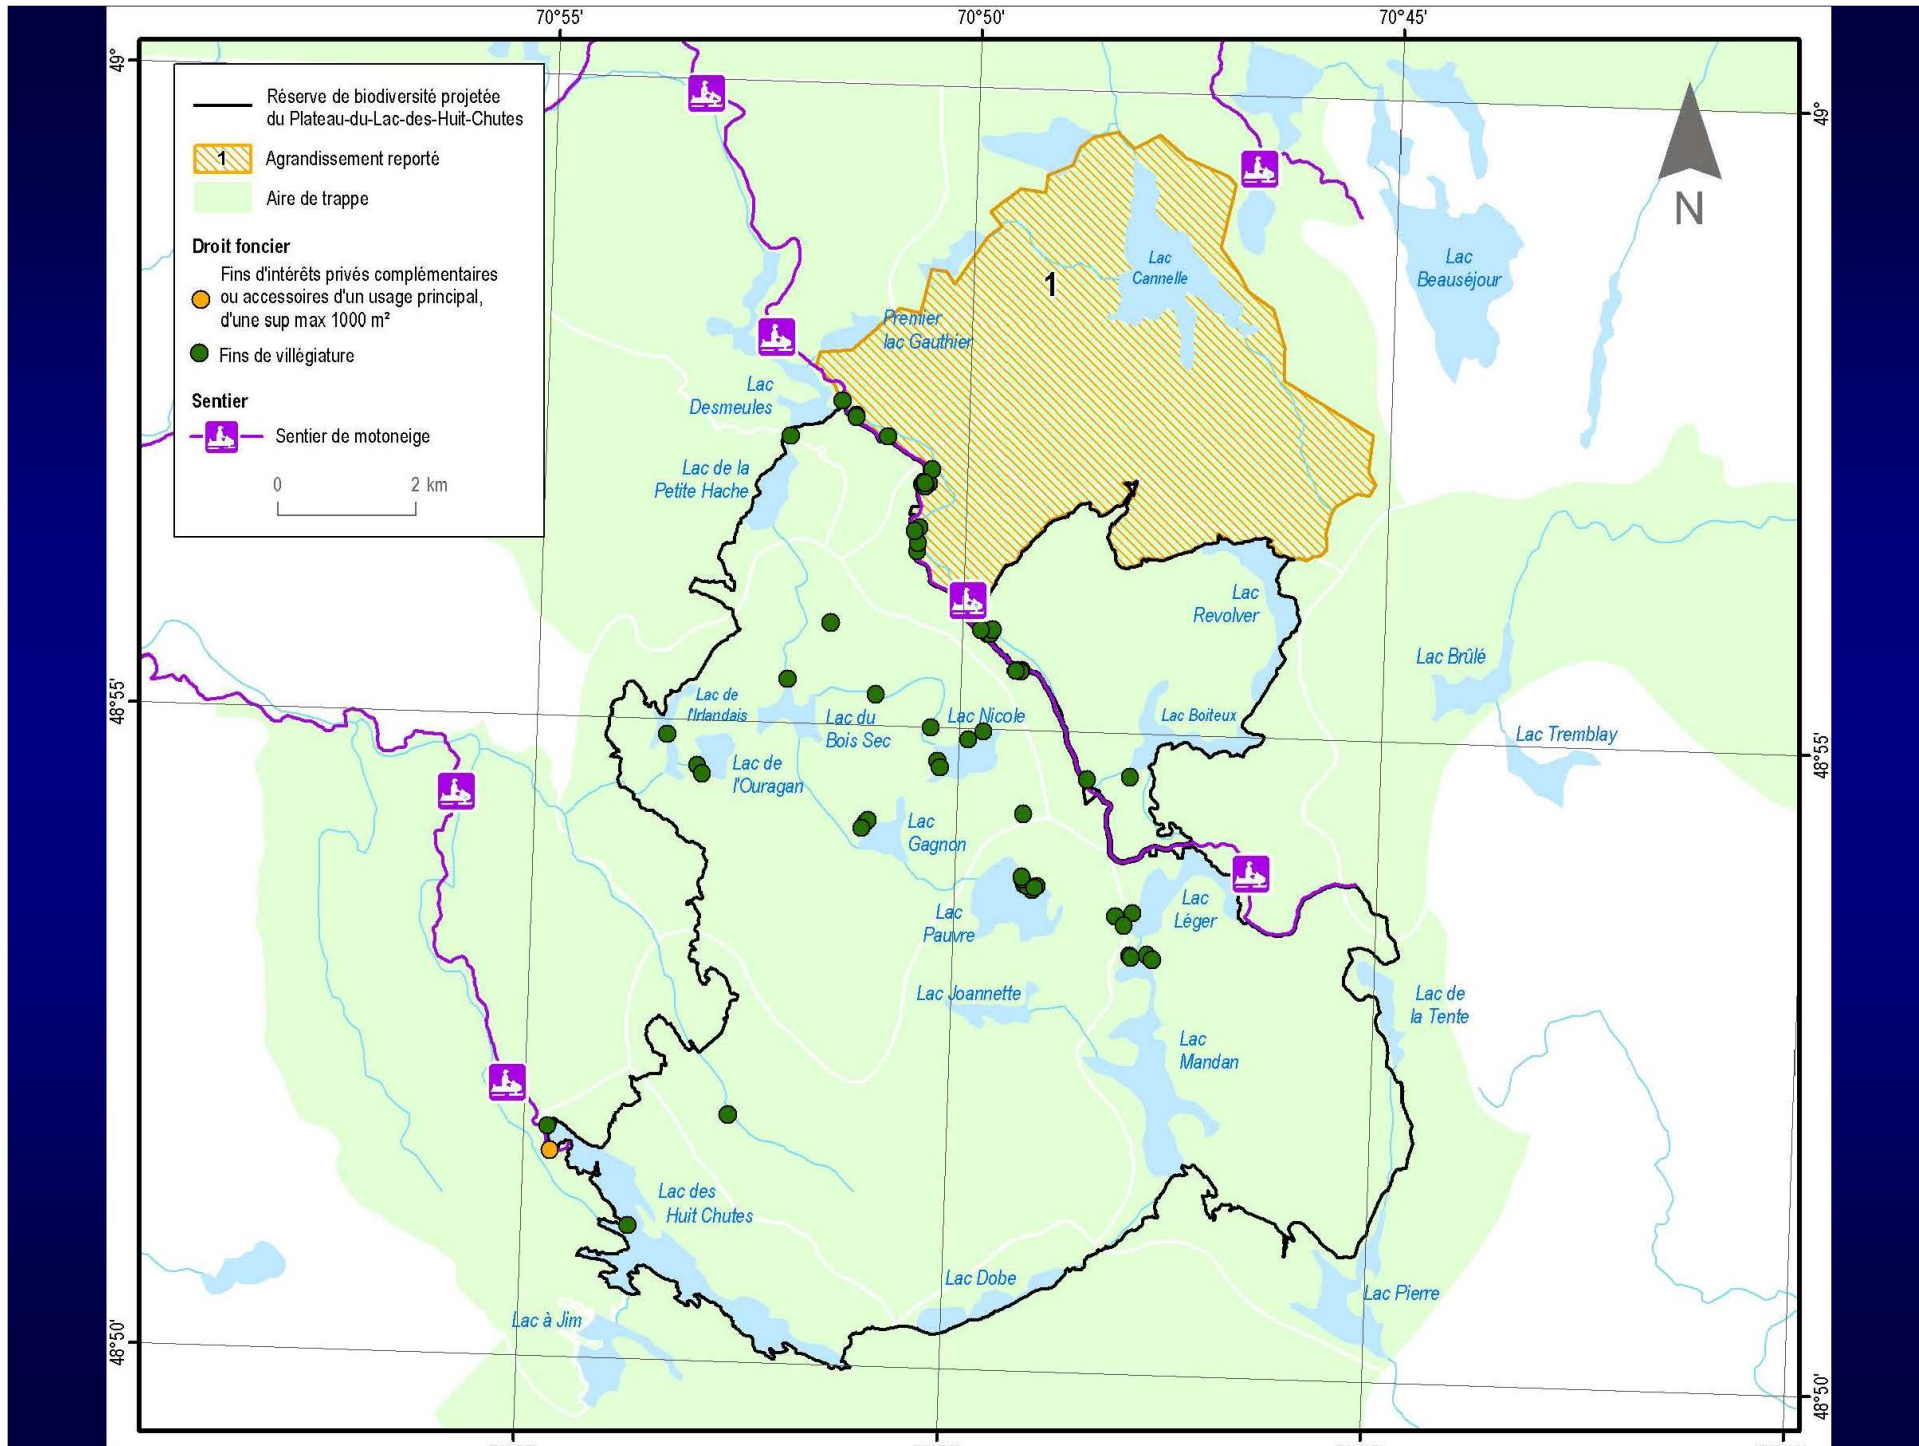 70°55'
70°50'
70°45'
49°
49°
Réserve de biodiversité projetée
du Plateau-du-Lac-des-Huit-Chutes
1
Agrandissement reporté
Aire de trappe
Droit foncier
Fins d'intérêts privés complémentaires
ou accessoires d'un usage principal,
d'une sup max 1000 m²
Fins de villégiature
Sentier
Sentier de motoneige
0
2 km
N
1
Lac
Cannelle
Lac
Beauséjour
Premier
lac Gauthier
Lac
Desmeules
Lac de la
Petite Hache
Lac
Revolver
Lac Brûlé
48°55'
Lac de
l'Irlandais
Lac du
Bois Sec
Lac Nicole
Lac Boiteux
Lac Tremblay
48°55'
Lac de
l'Ouragan
Lac
Gagnon
Lac
Pauvre
Lac
Léger
Lac Joannette
Lac de
la Tente
Lac
Mandan
Lac des
Huit Chutes
Lac Dobe
Lac Pierre
Lac à Jim
48°50'
48°50'